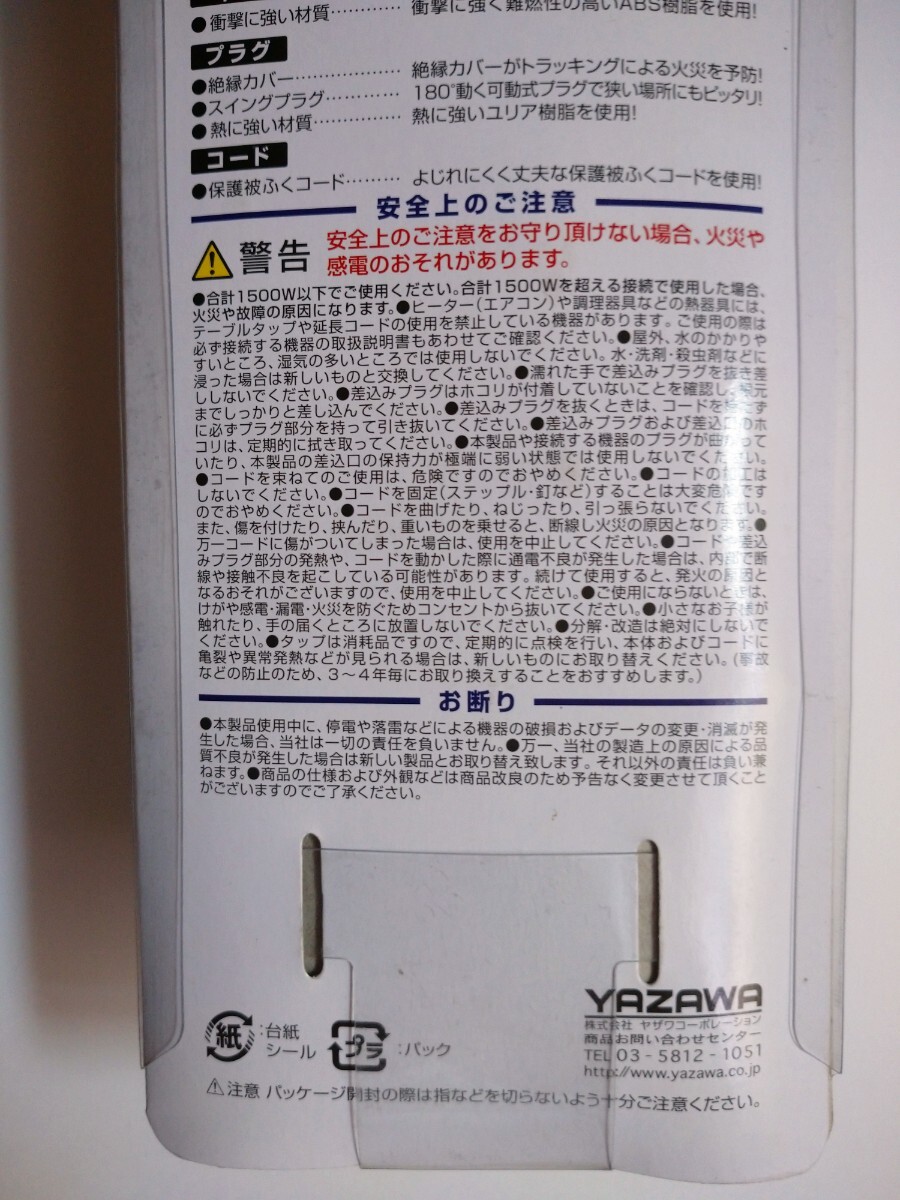 ●衝撃に強い材質………… 衝撃に強く難燃性の高いABS樹脂を使用!
プラグ
●絶縁カバー……………… 絶縁カバーがトラッキングによる火災を予防!
●スイングプラグ………… 180°動く可動式プラグで狭い場所にもピッタリ!
●熱に強い材質…………… 熱に強いユリア樹脂を使用!
コード
●保護被ふくコード……… よじれにくく丈夫な保護被ふくコードを使用!
安全上のご注意
警告
安全上のご注意をお守り頂けない場合、火災や
感電のおそれがあります。
●合計1500W以下でご使用ください。合計1500Wを超える接続で使用した場合、
火災や故障の原因になります。●ヒーター(エアコン)や調理器具などの熱器具には、
テーブルタップや延長コードの使用を禁止している機器があります。ご使用の際は
必ず接続する機器の取扱説明書もあわせてご確認ください。●屋外、水のかかりや
すいところ、湿気の多いところでは使用しないでください。水・洗剤・殺虫剤などに
浸った場合は新しいものと交換してください。●濡れた手で差込みプラグを抜き差
ししないでください。●差込みプラグはホコリが付着していないことを確認し、根元
までしっかりと差し込んでください。●差込みプラグを抜くときは、コードを持たず
に必ずプラグ部分を持って引き抜いてください。●差込みプラグおよび差込口のホ
コリは、定期的に拭き取ってください。●本製品や接続する機器のプラグが曲がって
いたり、本製品の差込口の保持力が極端に弱い状態では使用しないでください。
●コードを束ねてのご使用は、危険ですのでおやめください。●コードの加工は
しないでください。●コードを固定(ステップル・釘など)することは大変危険です
のでおやめください。●コードを曲げたり、ねじったり、引っ張らないでください。
また、傷を付けたり、挟んだり、重いものを乗せると、断線し火災の原因となります。●
万一コードに傷がついてしまった場合は、使用を中止してください。●コードや差込
みプラグ部分の発熱や、コードを動かした際に通電不良が発生した場合は、内部で断
線や接触不良を起こしている可能性があります。続けて使用すると、発火の原因と
なるおそれがございますので、使用を中止してください。●ご使用にならないときは、
けがや感電・漏電・火災を防ぐためコンセントから抜いてください。●小さなお子様が
触れたり、手の届くところに放置しないでください。●分解・改造は絶対にしないで
ください。●タップは消耗品ですので、定期的に点検を行い、本体およびコードに
亀裂や異常発熱などが見られる場合は、新しいものにお取り替えください。(事故
などの防止のため、3～4年毎にお取り換えすることをおすすめします。)
お断り
●本製品使用中に、停電や落雷などによる機器の破損およびデータの変更・消滅が発
生した場合、当社は一切の責任を負いません。●万一、当社の製造上の原因による品
質不良が発生した場合は新しい製品とお取り替え致します。それ以外の責任は負い兼
ねます。●商品の仕様および外観などは商品改良のため予告なく変更させて頂くこと
がございますのでご了承ください。
紙 :台紙
シール
プラ :パック
YAZAWA
株式会社 ヤザワコーポレーション
商品お問い合わせセンター
TEL 03-5812-1051
http://www.yazawa.co.jp
⚠注意 パッケージ開封の際は指などを切らないよう十分ご注意ください。